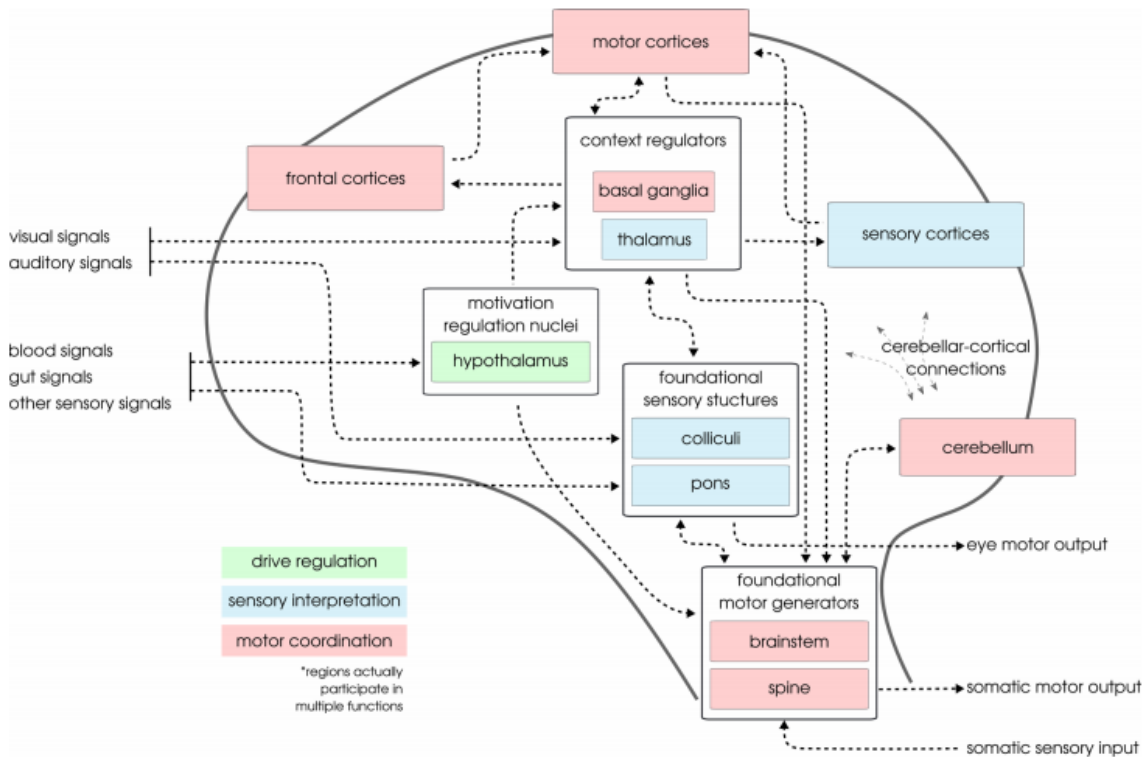 motor cortices
context regulators
frontal cortices
basal ganglia
thalamus
sensory cortices
visual signals
auditory signals
motivation
regulation nuclei
hypothalamus
blood signals
gut signals
other sensory signals
cerebellar-cortical
connections
foundational
sensory stuctures
colliculi
pons
cerebellum
eye motor output
drive regulation
sensory interpretation
motor coordination
*regions actually
participate in
multiple functions
foundational
motor generators
brainstem
spine
somatic motor output
somatic sensory input